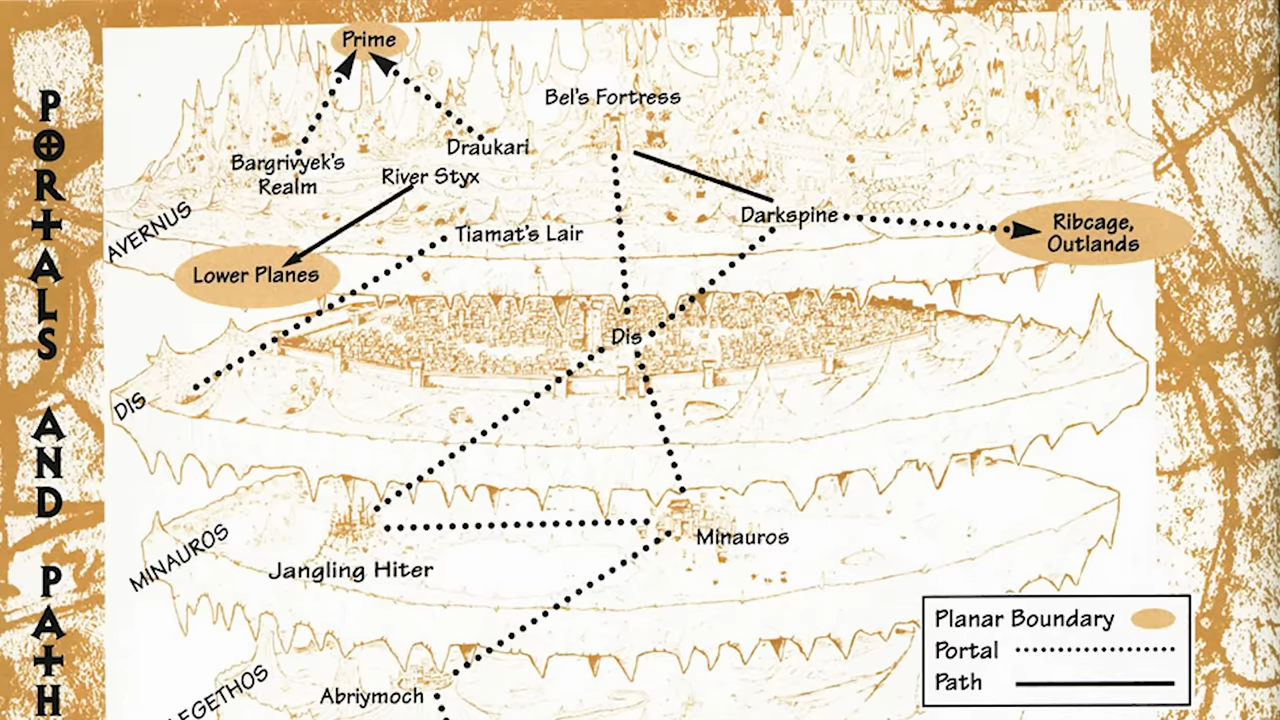 PORTALS AND PATH
Prime
Bel's Fortress
Draukari
Bargrivyek's
Realm
River Styx
AVERNUS
Tiamat's Lair
Darkspine
Ribcage,
Outlands
Lower Planes
Dis
DIS
MINAUROS
Minauros
Jangling Hiter
EGETHOS
Abriymoch
Planar Boundary
Portal
Path